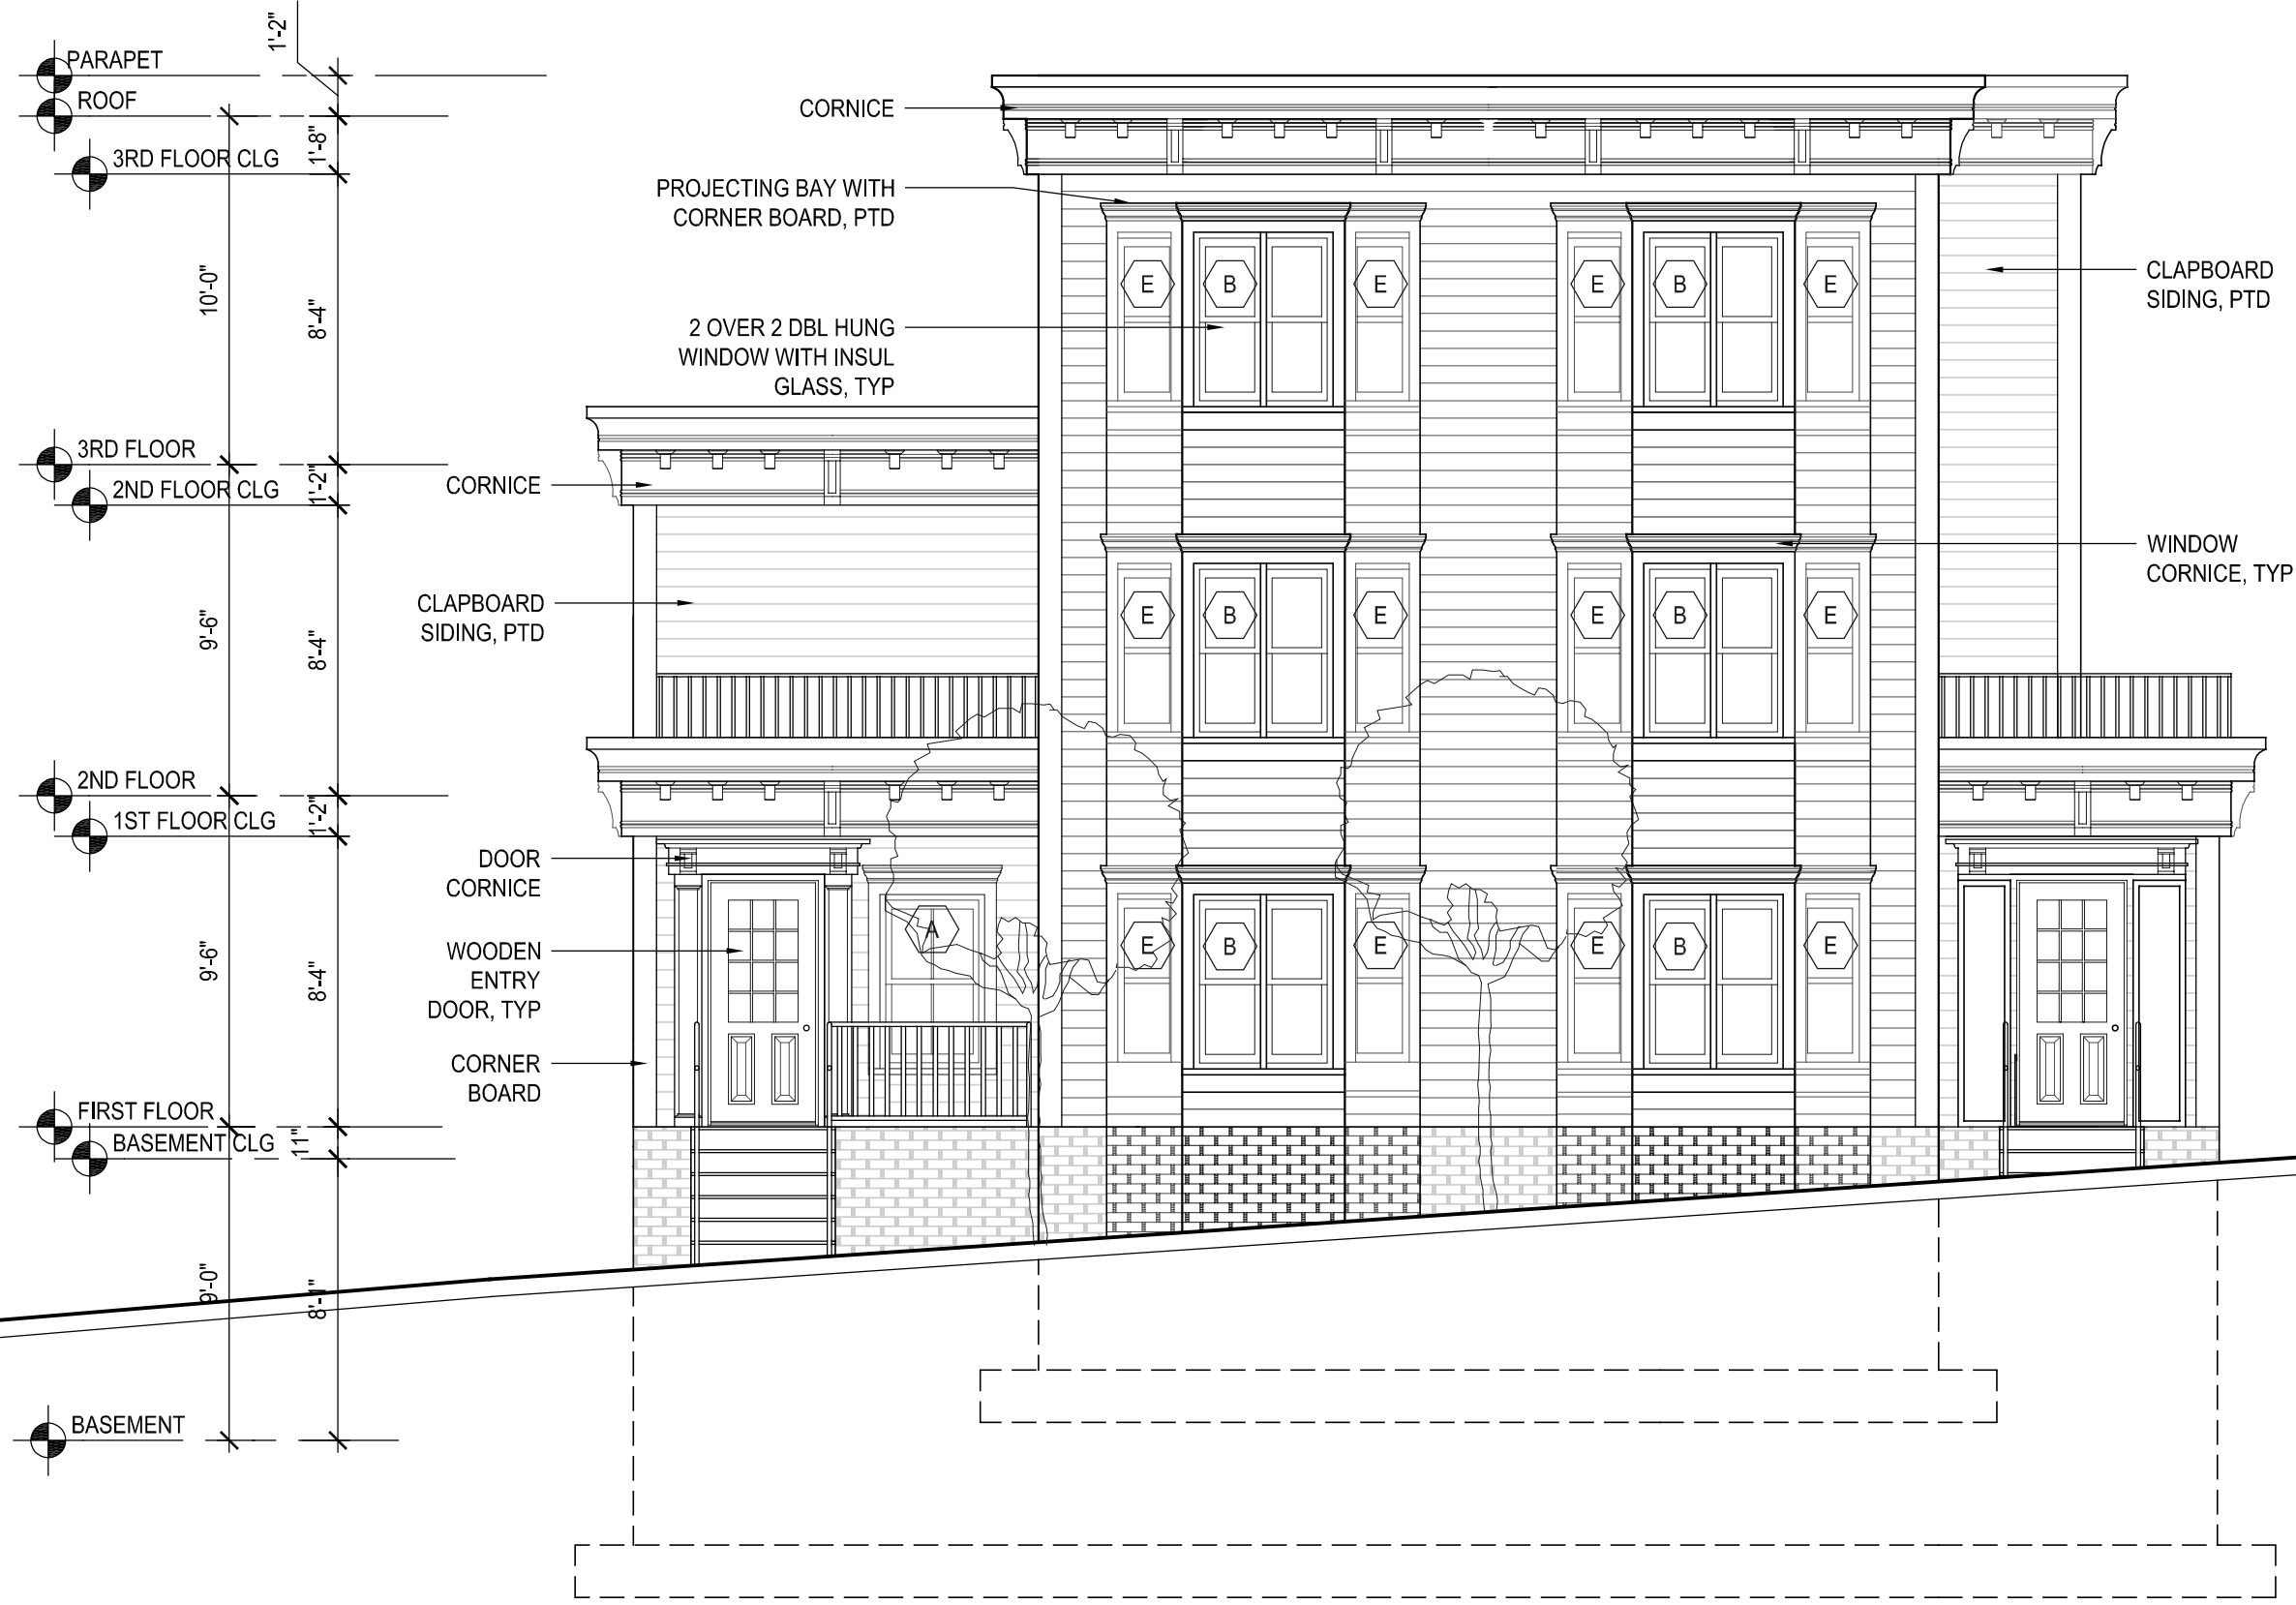 1'-2"
PARAPET
ROOF
1'-8"
3RD FLOOR CLG
10'-0"
8'-4"
3RD FLOOR
1'-2"
2ND FLOOR CLG
9'-6"
8'-4"
2ND FLOOR
1'-2"
1ST FLOOR CLG
9'-6"
8'-4"
FIRST FLOOR
11"
BASEMENT CLG
9'-0"
8'-1"
BASEMENT
CORNICE
PROJECTING BAY WITH
CORNER BOARD, PTD
2 OVER 2 DBL HUNG
WINDOW WITH INSUL
GLASS, TYP
CORNICE
CLAPBOARD
SIDING, PTD
DOOR
CORNICE
WOODEN
ENTRY
DOOR, TYP
CORNER
BOARD
E B E E B E
E B E E B E
A E B E E B E
CLAPBOARD
SIDING, PTD
WINDOW
CORNICE, TYP